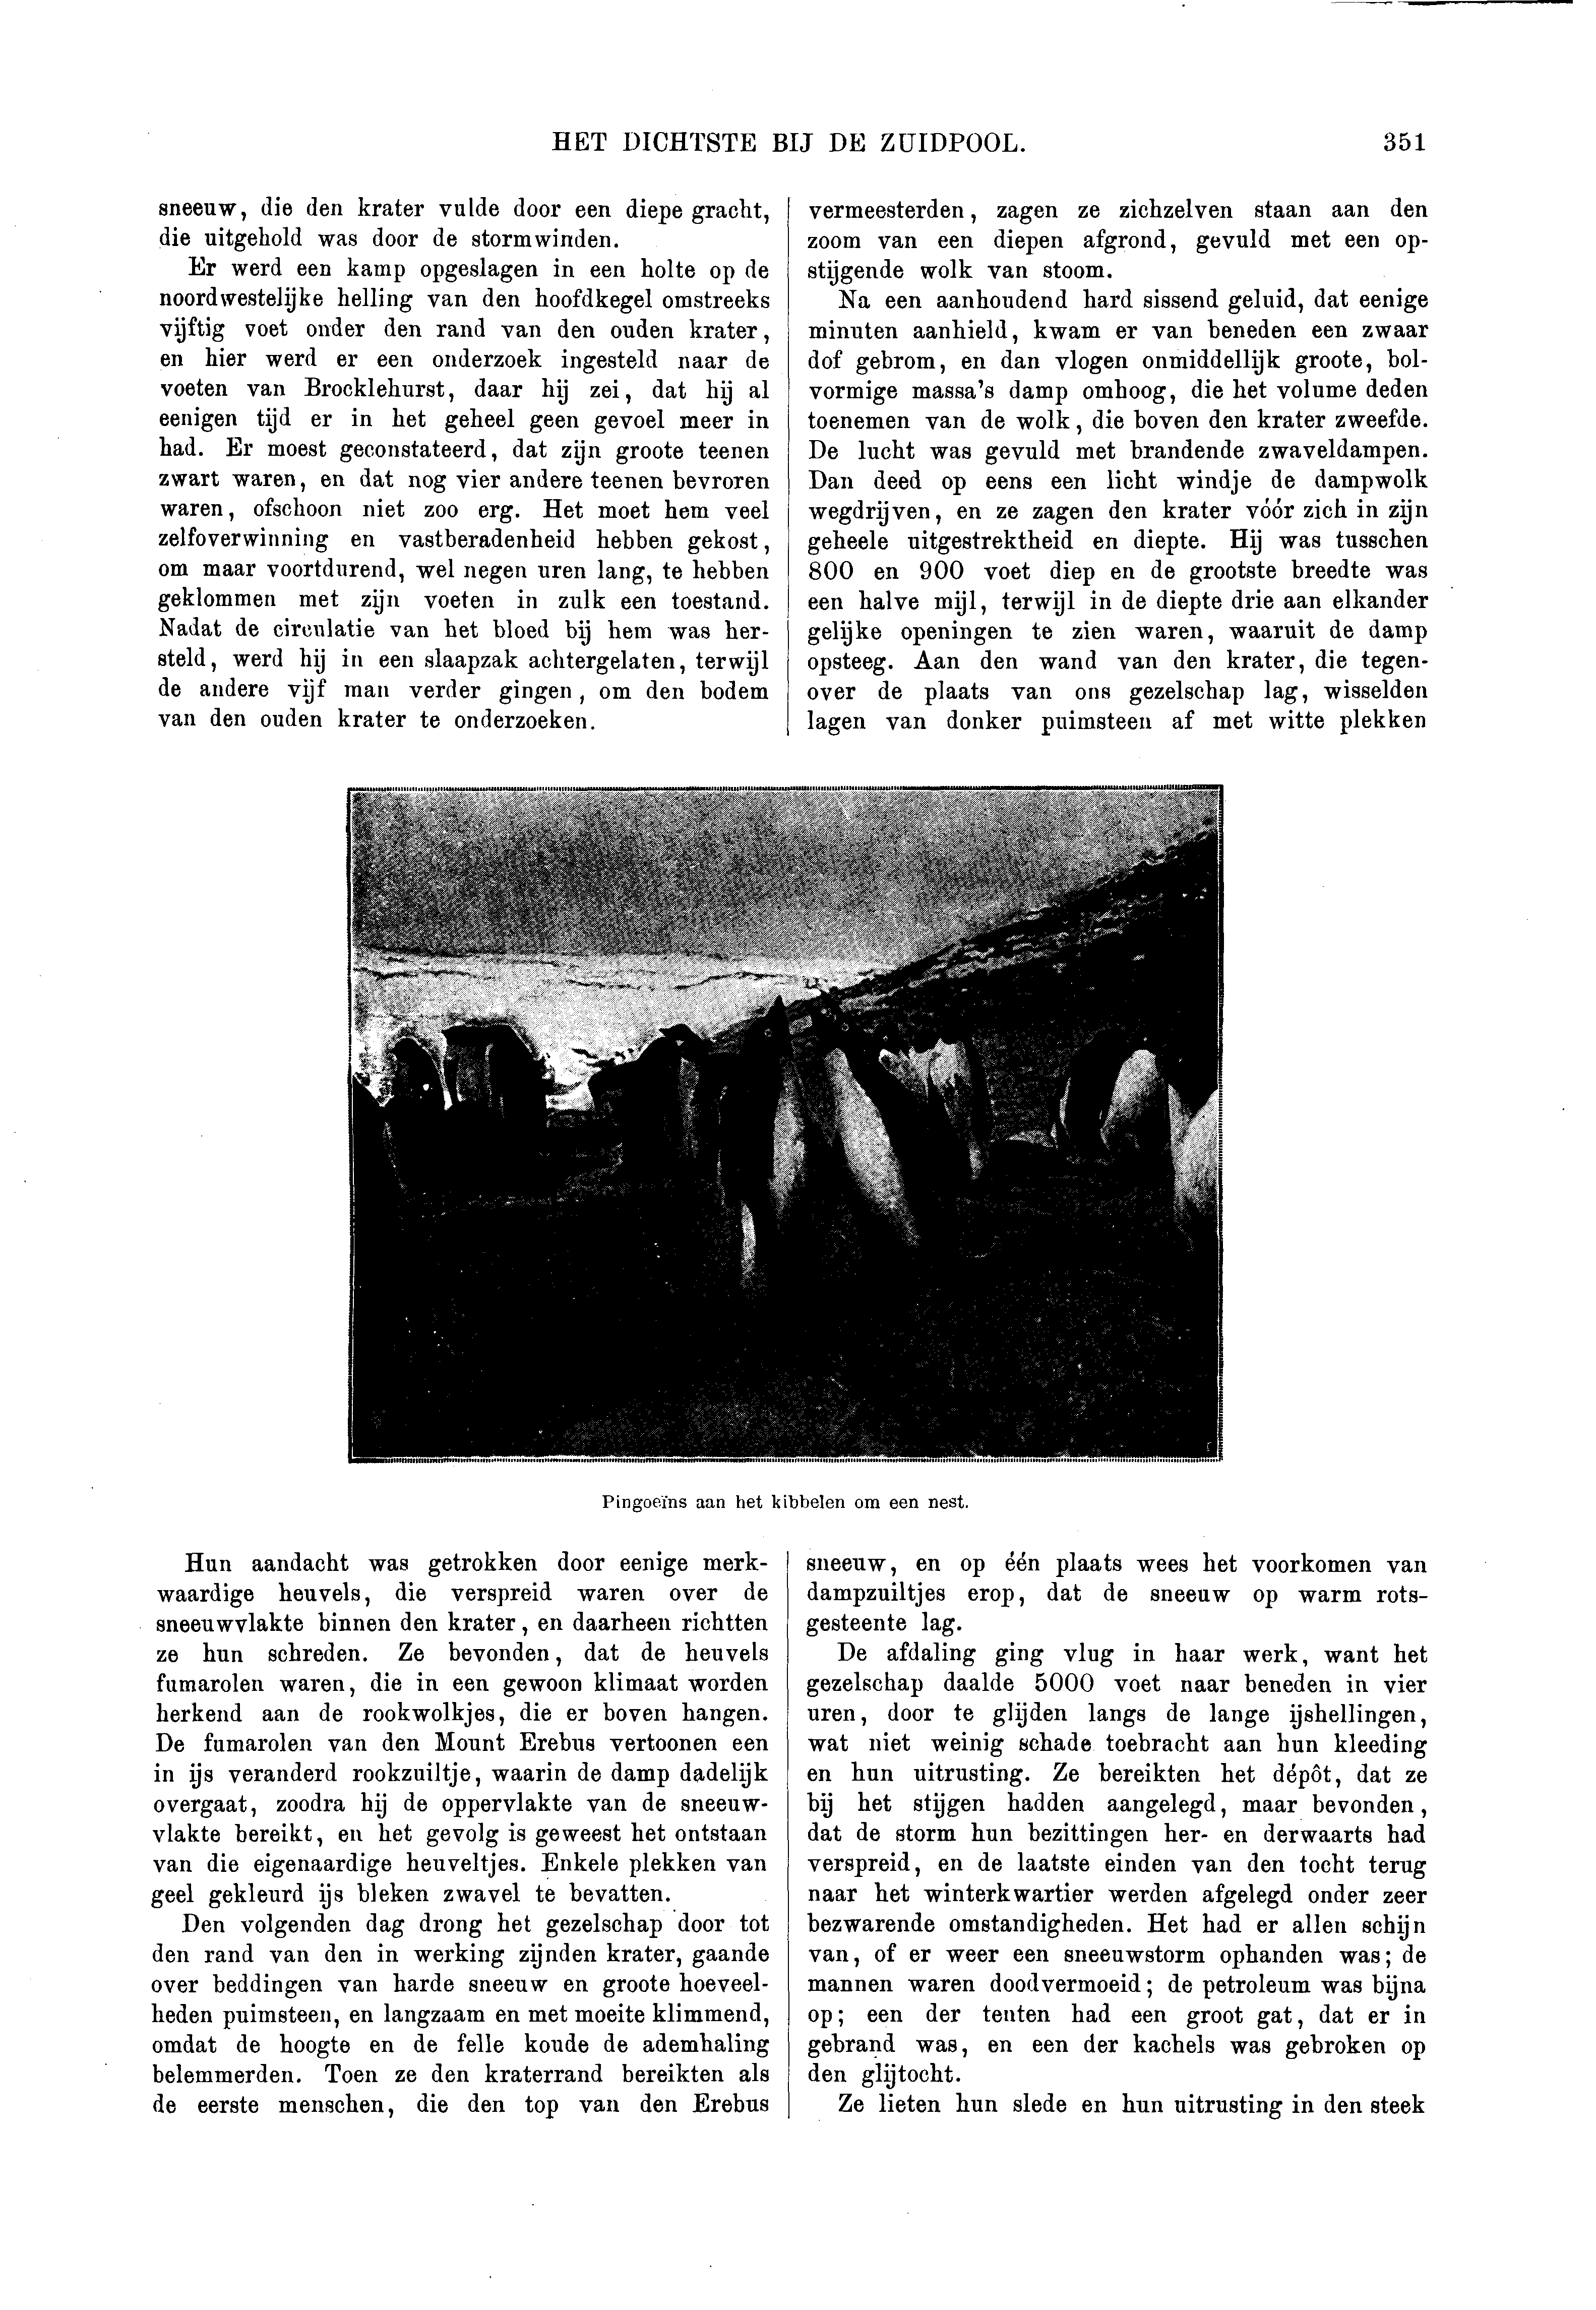 HET DICHTSTE BIJ DE ZUIDPOOL.
351
sneeuw, die den krater vulde door een diepe gracht,
die uitgehold was door de stormwinden.
Er werd een kamp opgeslagen in een holte op de
noordwestelijke helling van den hoofdkegel omstreeks
vijftig voet onder den rand van den ouden krater,
en hier werd er een onderzoek ingesteld naar de
voeten van Brocklehurst, daar hij zei, dat hij al
eenigen tijd er in het geheel geen gevoel meer in
had. Er moest geconstateerd, dat zijn groote teenen
zwart waren, en dat nog vier andere teenen bevroren
waren, ofschoon niet zoo erg. Het moet hem veel
zelfoverwinning en vastberadenheid hebben gekost,
om maar voortdurend, wel negen uren lang, te hebben
geklommen met zijn voeten in zulk een toestand.
Nadat de circulatie van het bloed bij hem was her-
steld, werd hij in een slaapzak achtergelaten, terwijl
de andere vijf man verder gingen, om den bodem
van den ouden krater te onderzoeken.
Hun aandacht was getrokken door eenige merk-
waardige heuvels, die verspreid waren over de
sneeuwvlakte binnen den krater, en daarheen richtten
ze hun schreden. Ze bevonden, dat de heuvels
fumarolen waren, die in een gewoon klimaat worden
herkend aan de rookwolkjes, die er boven hangen.
De fumarolen van den Mount Erebus vertoonen een
in ijs veranderd rookzuiltje, waarin de damp dadelijk
overgaat, zoodra hij de oppervlakte van de sneeuw-
vlakte bereikt, en het gevolg is geweest het ontstaan
van die eigenaardige heuveltjes. Enkele plekken van
geel gekleurd ijs bleken zwavel te bevatten.
Den volgenden dag drong het gezelschap door tot
den rand van den in werking zijnden krater, gaande
over beddingen van harde sneeuw en groote hoeveel-
heden puimsteen, en langzaam en met moeite klimmend,
omdat de hoogte en de felle koude de ademhaling
belemmerden. Toen ze den kraterrand bereikten als
de eerste menschen, die den top van den Erebus
vermeesterden, zagen ze zichzelven staan aan den
zoom van een diepen afgrond, gevuld met een op-
stijgende wolk van stoom.
Na een aanhoudend hard sissend geluid, dat eenige
minuten aanhield, kwam er van beneden een zwaar
dof gebrom, en dan vlogen onmiddellijk groote, bol-
vormige massa's damp omhoog, die het volume deden
toenemen van de wolk, die boven den krater zweefde.
De lucht was gevuld met brandende zwaveldampen.
Dan deed op eens een licht windje de dampwolk
wegdrijven, en ze zagen den krater vóór zich in zijn
geheele uitgestrektheid en diepte. Hij was tusschen
800 en 900 voet diep en de grootste breedte was
een halve mijl, terwijl in de diepte drie aan elkander
gelijke openingen te zien waren, waaruit de damp
opsteeg. Aan den wand van den krater, die tegen-
over de plaats van ons gezelschap lag, wisselden
lagen van donker puimsteen af met witte plekken
sneeuw, en op één plaats wees het voorkomen van
dampzuiltjes erop, dat de sneeuw op warm rots-
gesteente lag.
De afdaling ging vlug in haar werk, want het
gezelschap daalde 5000 voet naar beneden in vier
uren, door te glijden langs de lange ijshellingen,
wat niet weinig schade toebracht aan hun kleeding
en hun uitrusting. Ze bereikten het dépôt, dat ze
bij het stijgen hadden aangelegd, maar bevonden,
dat de storm hun bezittingen her- en derwaarts had
verspreid, en de laatste einden van den tocht terug
naar het winterkwartier werden afgelegd onder zeer
bezwarende omstandigheden. Het had er allen schijn
van, of er weer een sneeuwstorm ophanden was; de
mannen waren doodvermoeid; de petroleum was bijna
op; een der tenten had een groot gat, dat er in
gebrand was, en een der kachels was gebroken op
den glijtocht.
Ze lieten hun slede en hun uitrusting in den steek
Pingoeïns aan het kibbelen om een nest.